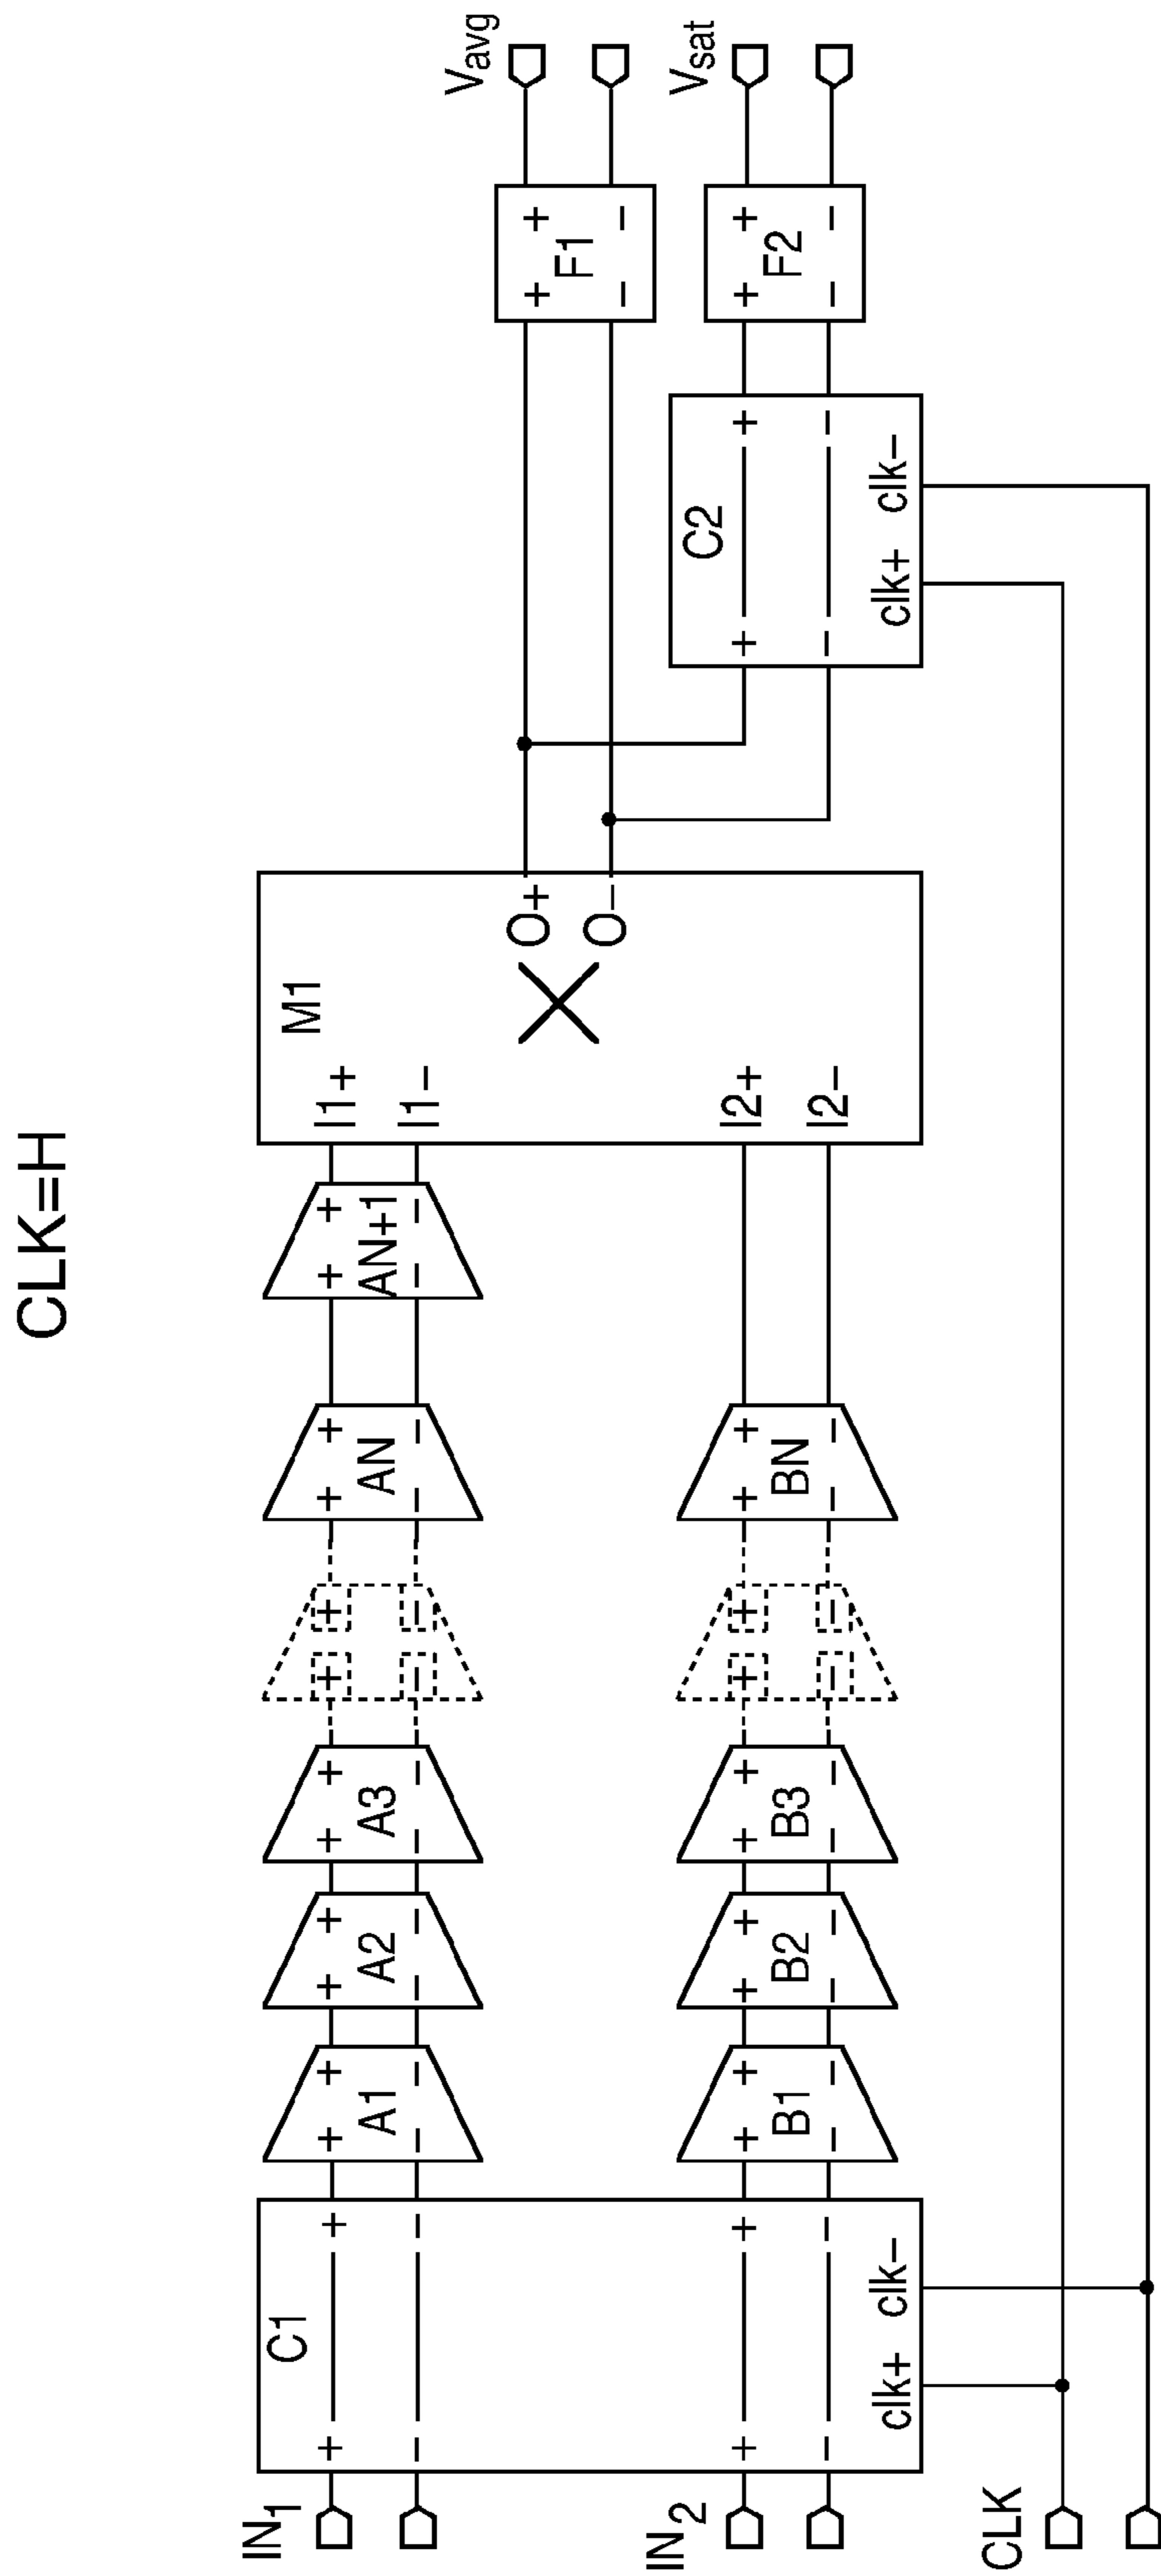 CLK=H
IN1
IN2
CLK
C1
+ +
− −
+ +
− −
clk+ clk−
+ A1 +
− −
+ A2 +
− −
+ A3 +
− −
+ +
− −
+ AN +
− −
+ AN+1 +
− −
+ B1 +
− −
+ B2 +
− −
+ B3 +
− −
+ +
− −
+ BN +
− −
M1
I1+
I1−
I2+
I2−
O+
O−
C2
+ +
− −
clk+ clk−
+ +
F1
− −
+ +
F2
− −
Vavg
Vsat